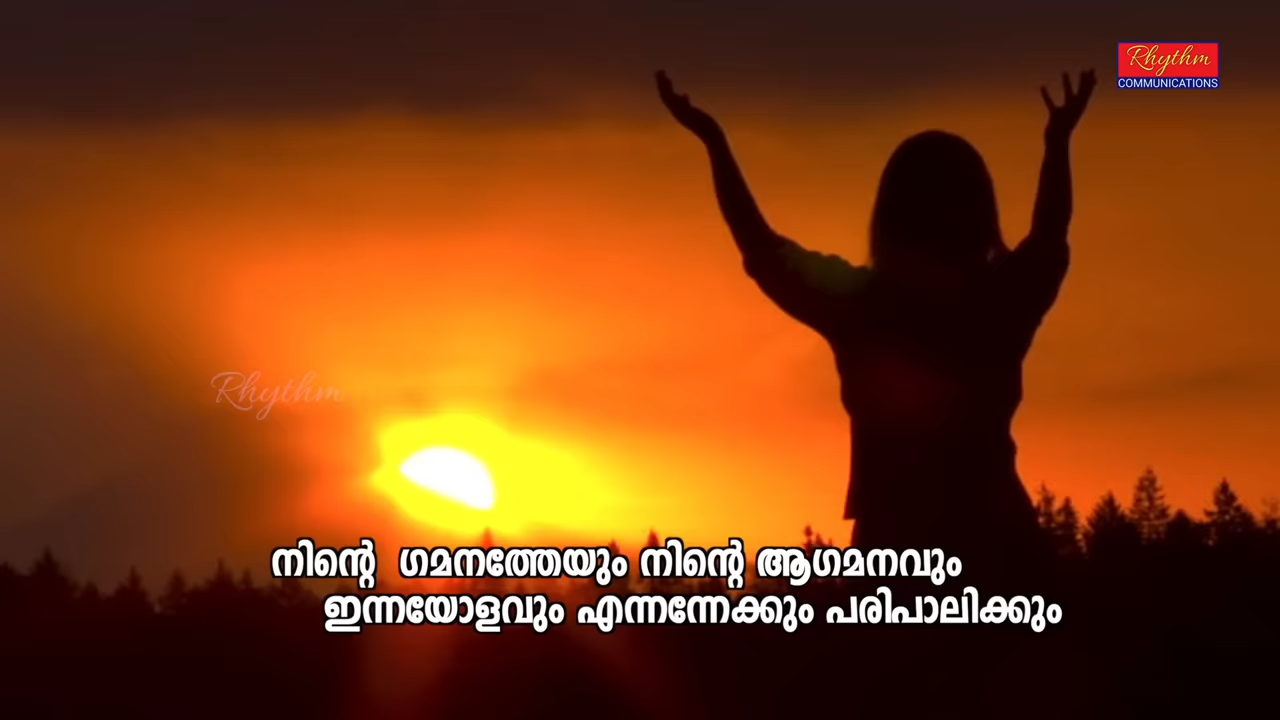 Rhythm
COMMUNICATIONS
Rhythm
നിന്റെ ഗമനത്തേയും നിന്റെ ആഗമനവും
ഇന്നയോളവും എന്നന്നേക്കും പരിപാലിക്കും